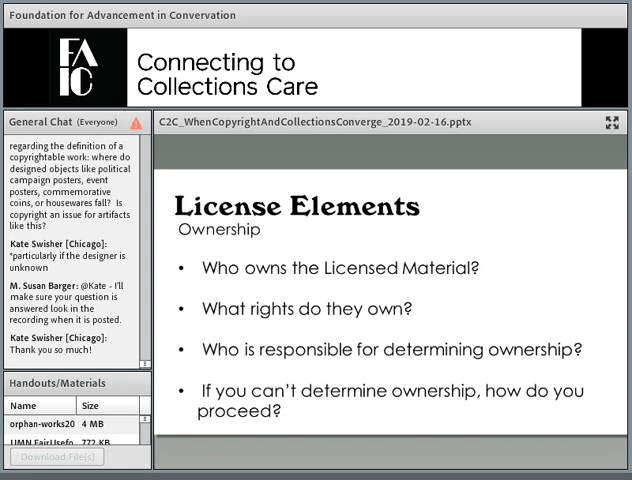 Foundation for Advancement in Convervation
FA
IC
Connecting to
Collections Care
General Chat (Everyone)
regarding the definition of a
copyrightable work: where do
designed objects like political
campaign posters, event
posters, commemorative
coins, or housewares fall? Is
copyright an issue for artifacts
like this?
Kate Swisher [Chicago]:
*particularly if the designer is
unknown
M. Susan Barger: @Kate - I'll
make sure your question is
answered look in the
recording when it is posted.
Kate Swisher [Chicago]:
Thank you so much!
Handouts/Materials
Name Size
orphan-works20 4 MB
UMN FairUsefo 772 KB
Download File(s)
C2C_WhenCopyrightAndCollectionsConverge_2019-02-16.pptx
License Elements
Ownership
• Who owns the Licensed Material?
• What rights do they own?
• Who is responsible for determining ownership?
• If you can't determine ownership, how do you
proceed?